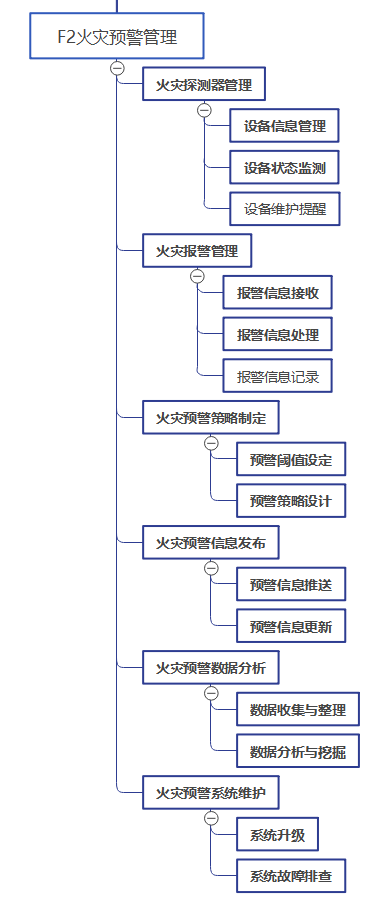 F2火灾预警管理
火灾探测器管理
设备信息管理
设备状态监测
设备维护提醒
火灾报警管理
报警信息接收
报警信息处理
报警信息记录
火灾预警策略制定
预警阈值设定
预警策略设计
火灾预警信息发布
预警信息推送
预警信息更新
火灾预警数据分析
数据收集与整理
数据分析与挖掘
火灾预警系统维护
系统升级
系统故障排查